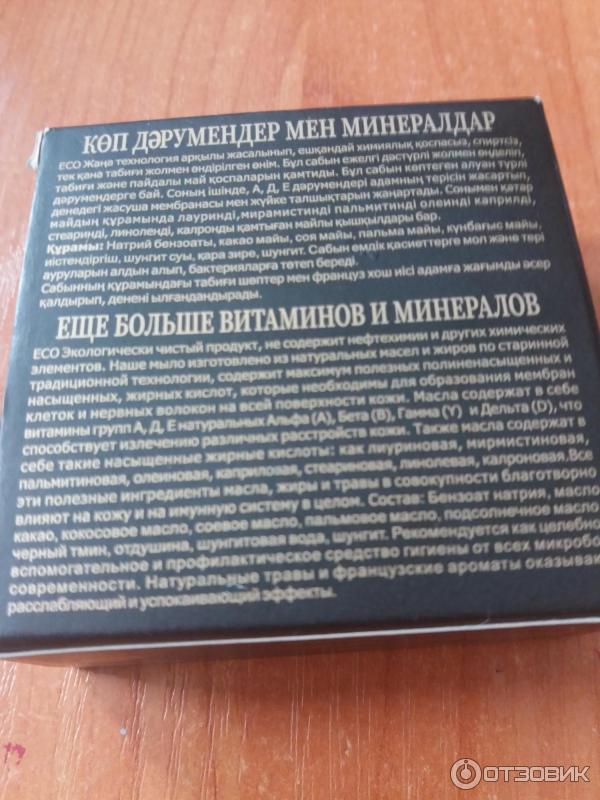 КӨП ДӘРУМЕНДЕР МЕН МИНЕРАЛДАР
ECO Жаңа технология арқылы жасалынып, ешқандай химиялық қоспасыз, спиртсіз,
тек қана табиғи жолмен өндірілген өнім. Бұл сабын ежелгі дәстүрлі жолмен өңделіп,
табиғи және пайдалы май қоспаларын қамтиды. Бұл сабын көптеген алуан түрлі
дәрумендерге бай. Соның ішінде, А, Д, Е дәрумендері адамның терісін жасартып,
денедегі жасуша мембранасы мен жүйке талшықтарын жаңартады. Сонымен қатар
майдың құрамында лауринді, мирамистинді пальмитинді олеинді каприлді,
стеаринді, линоленді, калронды қамтыған майлы қышқылдары бар.
Құрамы: Натрий бензоаты, какао майы, соя майы, пальма майы, күнбағыс майы,
иістендіргіш, шунгит суы, қара зире, шунгит. Сабын емдік қасиеттерге мол және тері
ауруларын алдын алып, бактерияларға төтеп береді.
Сабынның құрамындағы табиғи шөптер мен француз хош иісі адамға жағымды әсер
қалдырып, денені ылғандандырады.
ЕЩЕ БОЛЬШЕ ВИТАМИНОВ И МИНЕРАЛОВ
ECO Экологически чистый продукт, не содержит нефтехимии и других химических
элементов. Наше мыло изготовлено из натуральных масел и жиров по старинной
традиционной технологии, содержит максимум полезных полиненасыщенных и
насыщенных, жирных кислот, которые необходимы для образования мембран
клеток и нервных волокон на всей поверхности кожи. Масла содержат в себе
витамины групп А, Д, Е натуральных Альфа (А), Бета (В), Гамма (Y) и Дельта (D), что
способствует излечению различных расстройств кожи. Также масла содержат в
себе такие насыщенные жирные кислоты: как лиуриновая, мирмистиновая,
пальмитиновая, олеиновая, каприловая, стеариновая, линолевая, калроновая.Все
эти полезные ингредиенты масла, жиры и травы в совокупности благотворно
влияют на кожу и на имунную систему в целом. Состав: Бензоат натрия, масло
какао, кокосовое масло, соевое масло, пальмовое масло, подсолнечное масло
черный тмин, отдушина, шунгитовая вода, шунгит. Рекомендуется как целебно
вспомогательное и профилактическое средство гигиены от всех микробо
современности. Натуральные травы и французские ароматы оказываю
расслабляющий и успокаивающий эффекты.
ОТЗОВИК